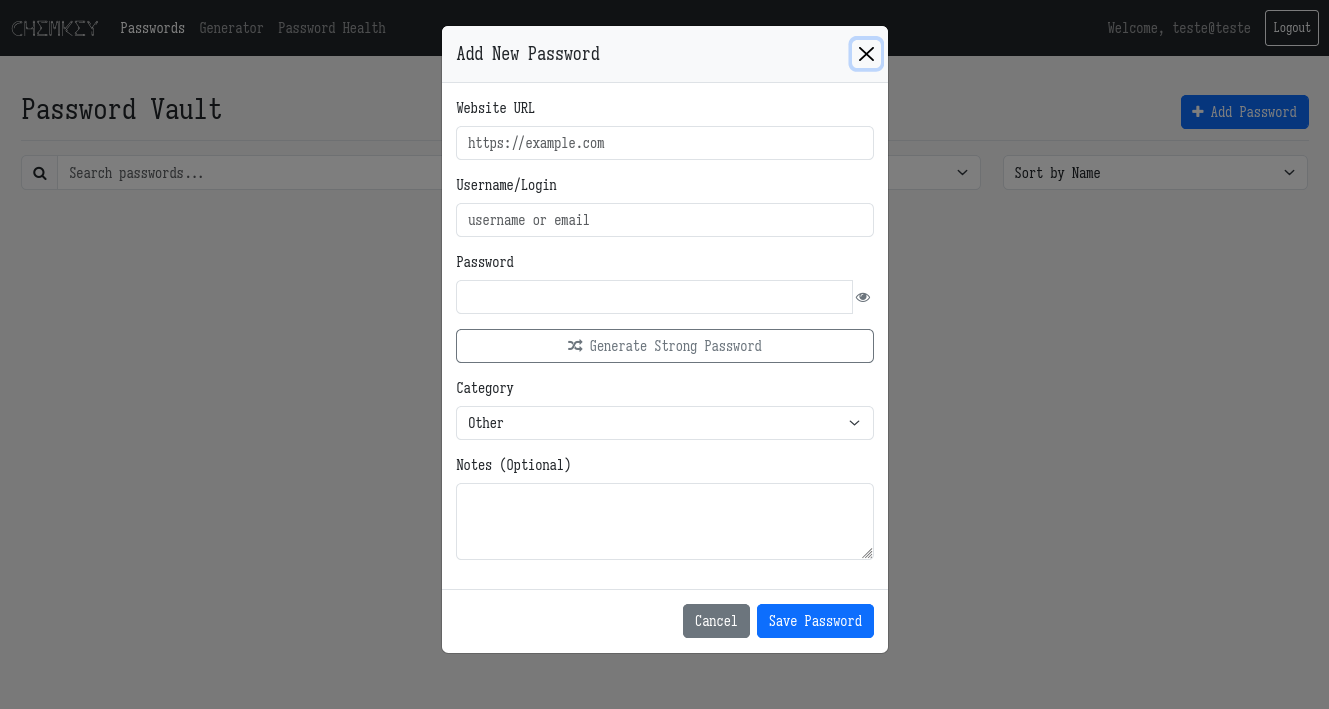 CHEMKEY Passwords Generator Password Health Welcome, teste@teste Logout
Add New Password
Password Vault
Add Password
Search passwords...
Sort by Name
Website URL
https://example.com
Username/Login
username or email
Password
Generate Strong Password
Category
Other
Notes (Optional)
Cancel Save Password